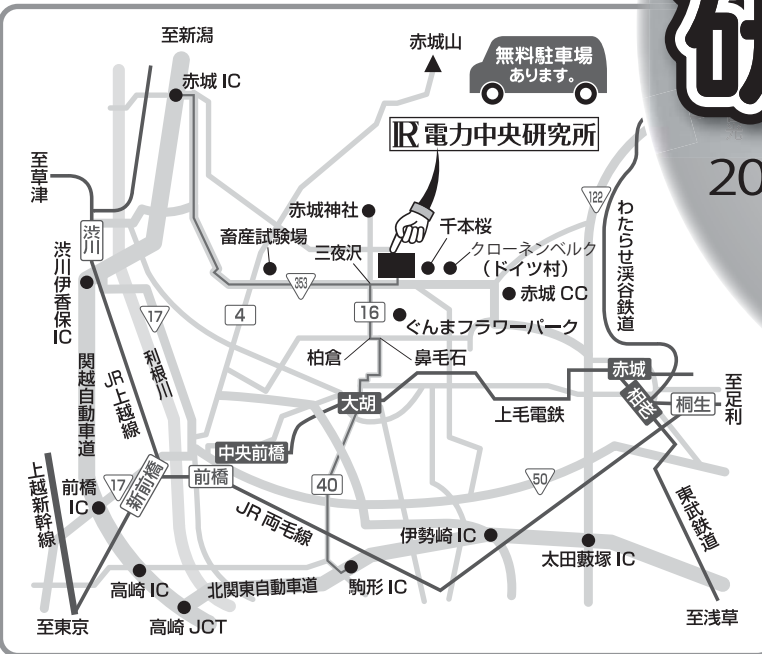 至新潟
赤城山
無料駐車場
あります。
研
赤城 IC
電力中央研究所
至草津
20
122
わたらせ渓谷鉄道
赤城神社
渋川
千本桜
畜産試験場
三夜沢
クローネンベルク
(ドイツ村)
渋川伊香保IC
353
赤城 CC
17
4
16
ぐんまフラワーパーク
利根川
関越自動車道
JR上越線
柏倉
鼻毛石
赤城
大胡
上毛電鉄
相老
桐生
至足利
中央前橋
上越新幹線
前橋
IC
17
新前橋
前橋
40
50
JR両毛線
東武鉄道
伊勢崎 IC
太田藪塚 IC
高崎 IC
北関東自動車道
駒形 IC
至東京
高崎 JCT
至浅草